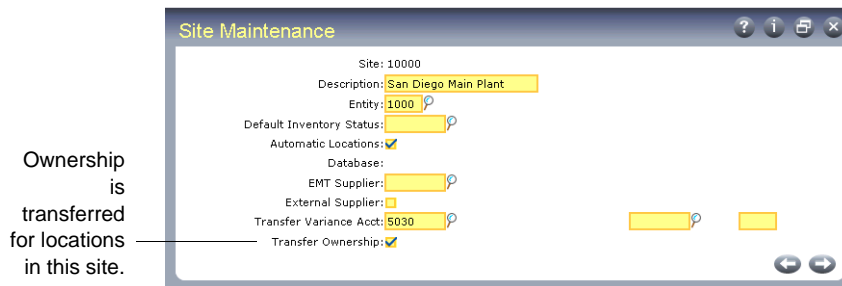 Site Maintenance
? i
Site: 10000
Description: San Diego Main Plant
Entity: 1000
Default Inventory Status:
Automatic Locations:
Database:
EMT Supplier:
External Supplier:
Transfer Variance Acct: 5030
Transfer Ownership:
Ownership
is
transferred
for locations
in this site.